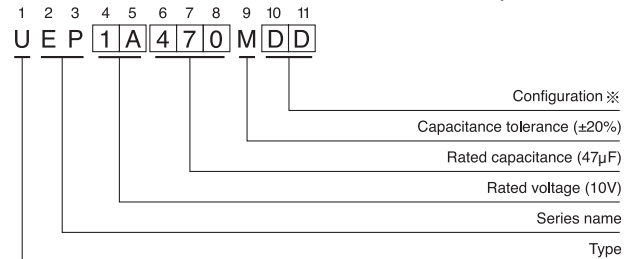 1 2 3 4 5 6 7 8 9 10 11
U E P 1 A 4 7 0 M D D
Configuration ※
Capacitance tolerance (±20%)
Rated capacitance (47µF)
Rated voltage (10V)
Series name
Type